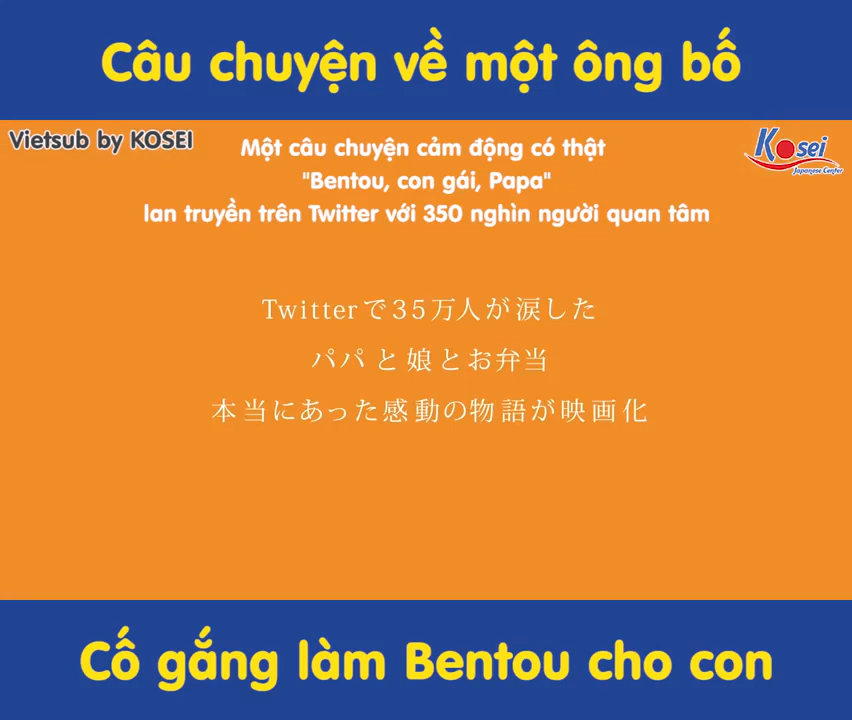 Câu chuyện về một ông bố
Vietsub by KOSEI
Một câu chuyện cảm động có thật
"Bentou, con gái, Papa"
lan truyền trên Twitter với 350 nghìn người quan tâm
Kosei
Japanese Center
Twitterで35万人が涙した
パパと娘とお弁当
本当にあった感動の物語が映画化
Cố gắng làm Bentou cho con